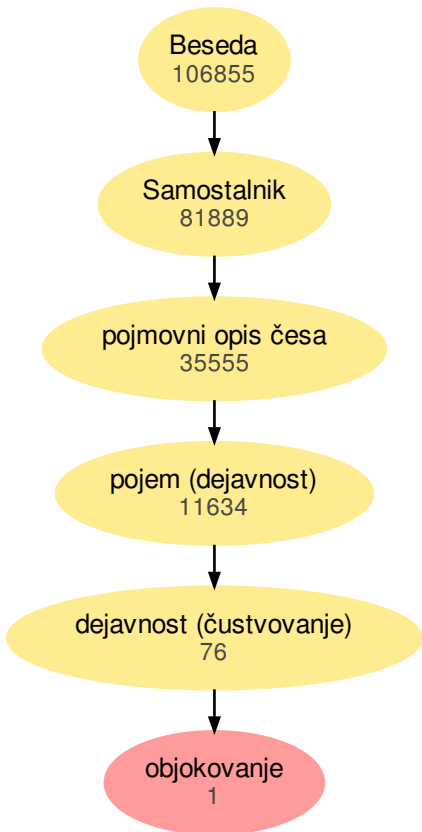 Beseda
106855
Samostalnik
81889
pojmovni opis česa
35555
pojem (dejavnost)
11634
dejavnost (čustvovanje)
76
objokovanje
1